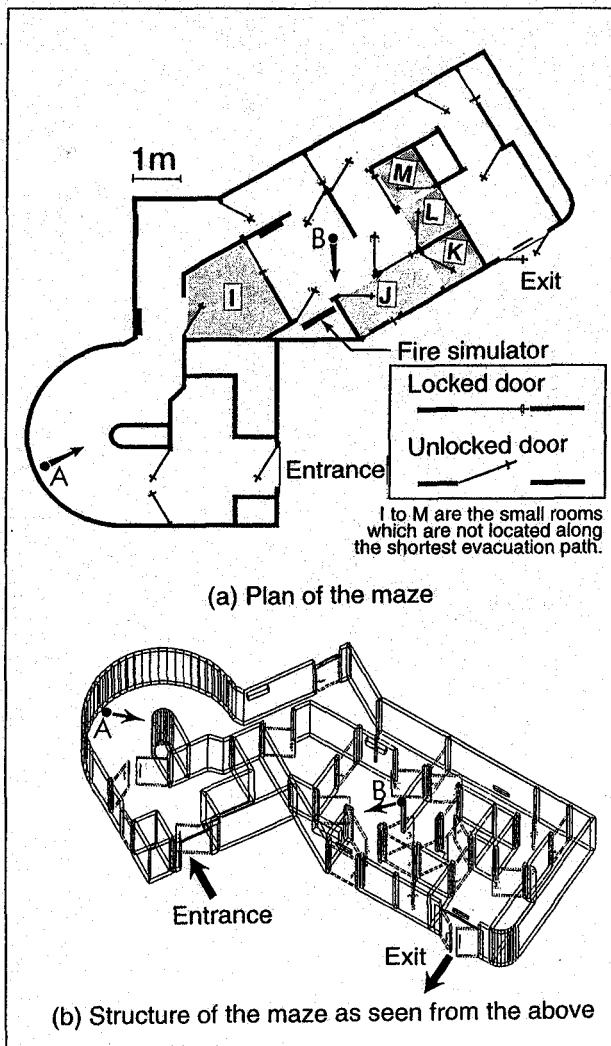 1m
M
L
B
K
I
J
Exit
Fire simulator
A
Entrance
Locked door
Unlocked door
I to M are the small rooms
which are not located along
the shortest evacuation path.
(a) Plan of the maze
A
B
Entrance
Exit
(b) Structure of the maze as seen from the above